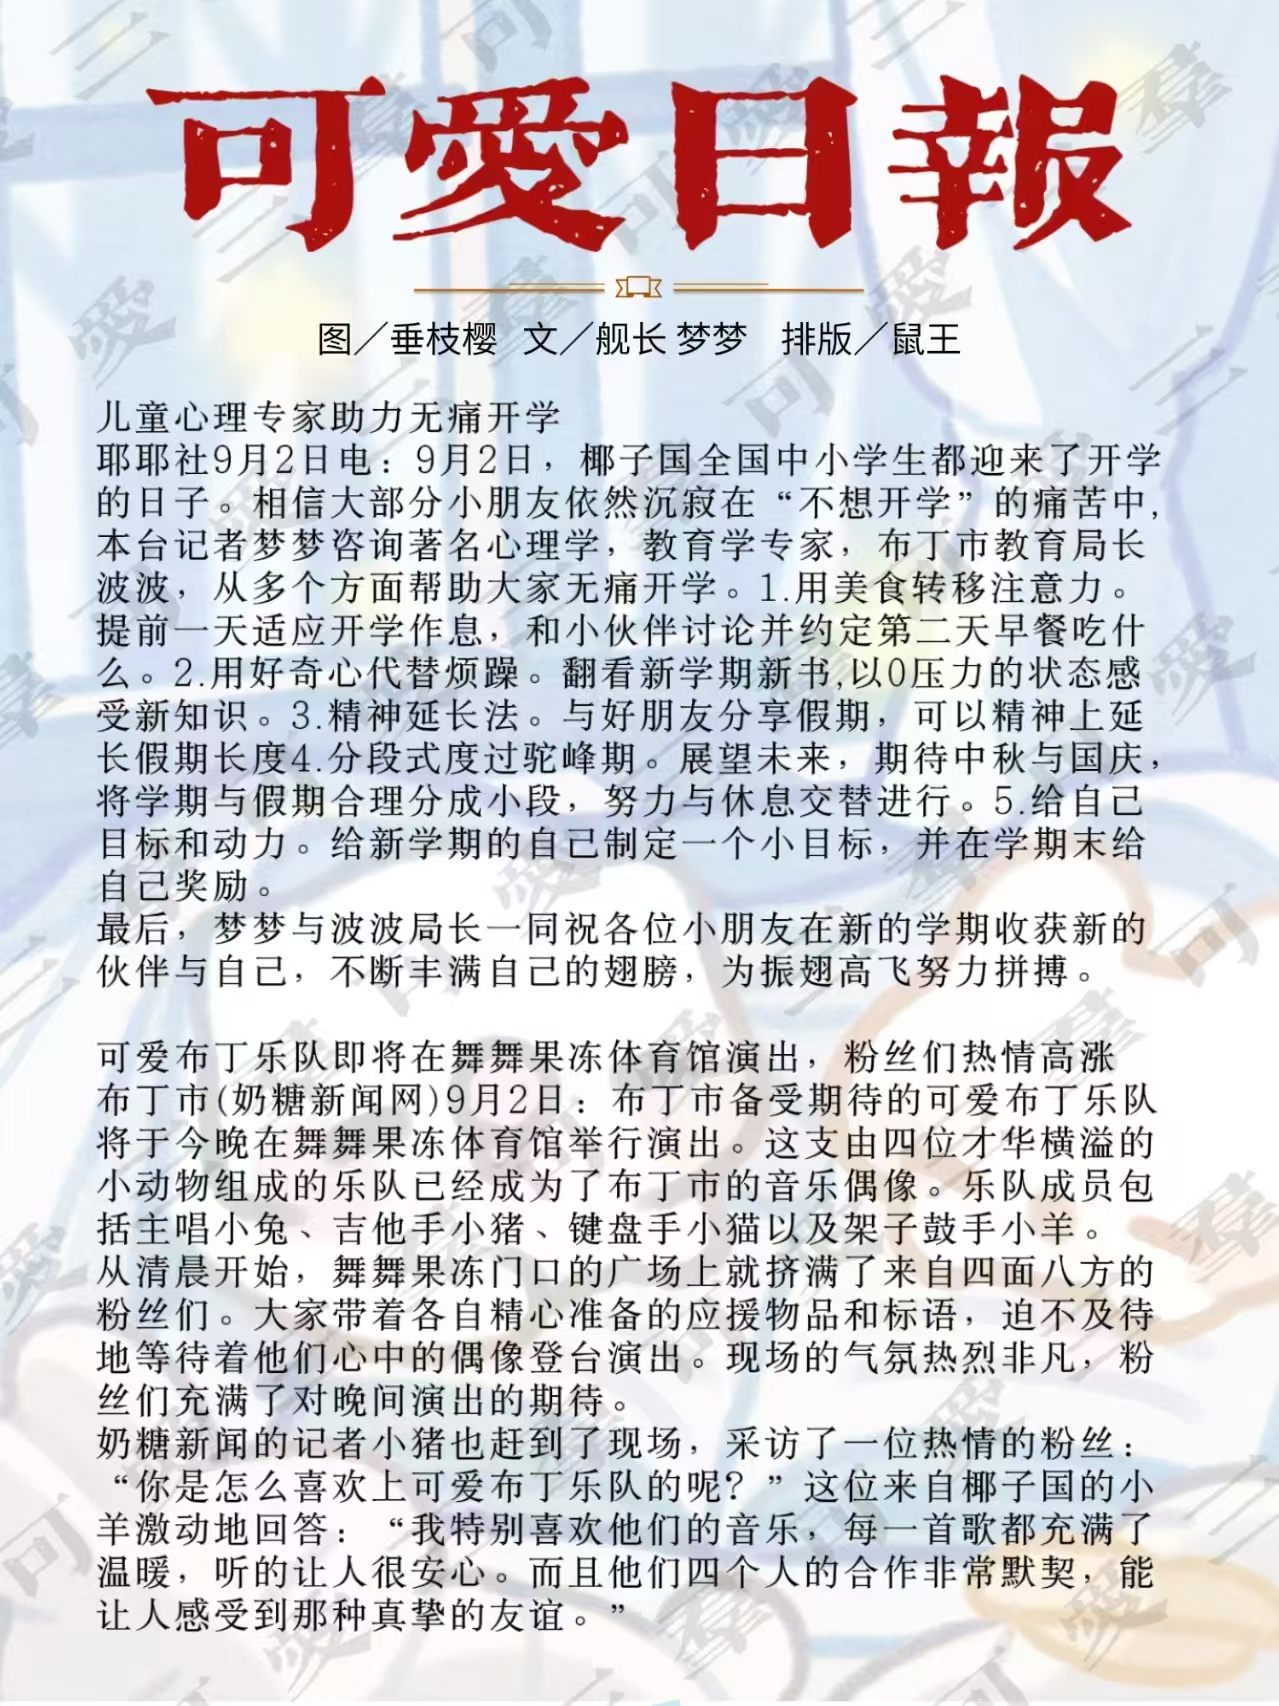 可愛日報
图／垂枝樱 文／舰长 梦梦 排版／鼠王
儿童心理专家助力无痛开学
耶耶社9月2日电：9月2日，椰子国全国中小学生都迎来了开学
的日子。相信大部分小朋友依然沉寂在“不想开学”的痛苦中，
本台记者梦梦咨询著名心理学，教育学专家，布丁市教育局长
波波，从多个方面帮助大家无痛开学。1.用美食转移注意力。
提前一天适应开学作息，和小伙伴讨论并约定第二天早餐吃什
么。2.用好奇心代替烦躁。翻看新学期新书,以0压力的状态感
受新知识。3.精神延长法。与好朋友分享假期，可以精神上延
长假期长度4.分段式度过驼峰期。展望未来，期待中秋与国庆，
将学期与假期合理分成小段，努力与休息交替进行。5.给自己
目标和动力。给新学期的自己制定一个小目标，并在学期末给
自己奖励。
最后，梦梦与波波局长一同祝各位小朋友在新的学期收获新的
伙伴与自己，不断丰满自己的翅膀，为振翅高飞努力拼搏。
可爱布丁乐队即将在舞舞果冻体育馆演出，粉丝们热情高涨
布丁市(奶糖新闻网)9月2日：布丁市备受期待的可爱布丁乐队
将于今晚在舞舞果冻体育馆举行演出。这支由四位才华横溢的
小动物组成的乐队已经成为了布丁市的音乐偶像。乐队成员包
括主唱小兔、吉他手小猪、键盘手小猫以及架子鼓手小羊。
从清晨开始，舞舞果冻门口的广场上就挤满了来自四面八方的
粉丝们。大家带着各自精心准备的应援物品和标语，迫不及待
地等待着他们心中的偶像登台演出。现场的气氛热烈非凡，粉
丝们充满了对晚间演出的期待。
奶糖新闻的记者小猪也赶到了现场，采访了一位热情的粉丝：
“你是怎么喜欢上可爱布丁乐队的呢？”这位来自椰子国的小
羊激动地回答：“我特别喜欢他们的音乐，每一首歌都充满了
温暖，听的让人很安心。而且他们四个人的合作非常默契，能
让人感受到那种真挚的友谊。”